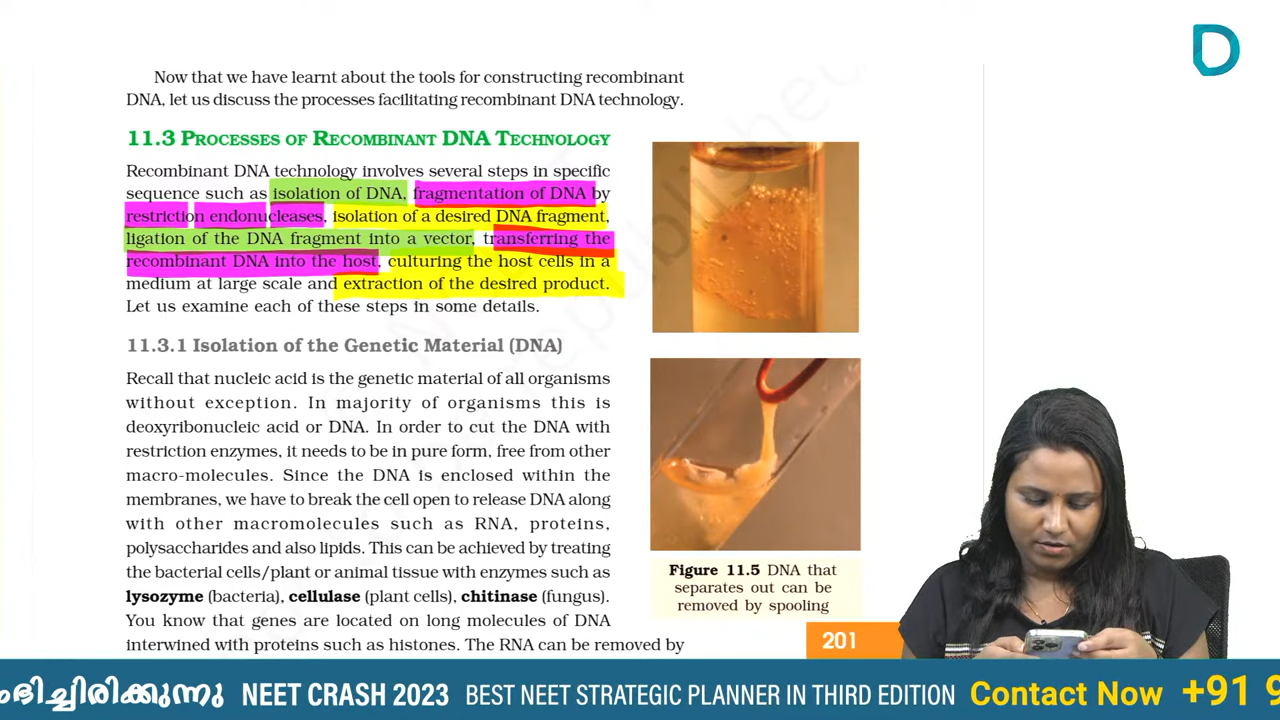 D
Now that we have learnt about the tools for constructing recombinant
DNA, let us discuss the processes facilitating recombinant DNA technology.
11.3 PROCESSES OF RECOMBINANT DNA TECHNOLOGY
Recombinant DNA technology involves several steps in specific
sequence such as isolation of DNA, fragmentation of DNA by
restriction endonucleases, isolation of a desired DNA fragment,
ligation of the DNA fragment into a vector, transferring the
recombinant DNA into the host, culturing the host cells in a
medium at large scale and extraction of the desired product.
Let us examine each of these steps in some details.
11.3.1 Isolation of the Genetic Material (DNA)
Recall that nucleic acid is the genetic material of all organisms
without exception. In majority of organisms this is
deoxyribonucleic acid or DNA. In order to cut the DNA with
restriction enzymes, it needs to be in pure form, free from other
macro-molecules. Since the DNA is enclosed within the
membranes, we have to break the cell open to release DNA along
with other macromolecules such as RNA, proteins,
polysaccharides and also lipids. This can be achieved by treating
the bacterial cells/plant or animal tissue with enzymes such as
lysozyme (bacteria), cellulase (plant cells), chitinase (fungus).
You know that genes are located on long molecules of DNA
interwined with proteins such as histones. The RNA can be removed by
Figure 11.5 DNA that
separates out can be
removed by spooling
201
ംഭിച്ചിരിക്കുന്നു NEET CRASH 2023 BEST NEET STRATEGIC PLANNER IN THIRD EDITION Contact Now +91 9